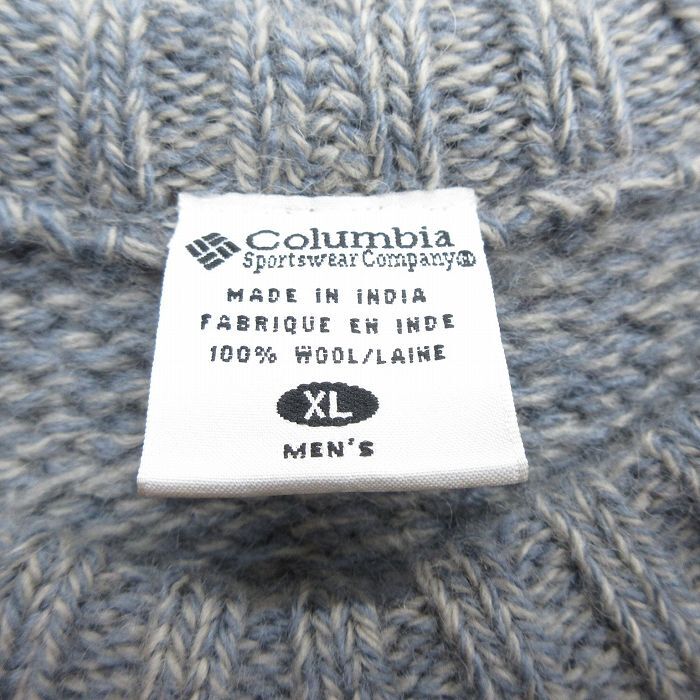 Columbia
Sportswear Company®
MADE IN INDIA
FABRIQUE EN INDE
100% WOOL/LAINE
XL
MEN'S